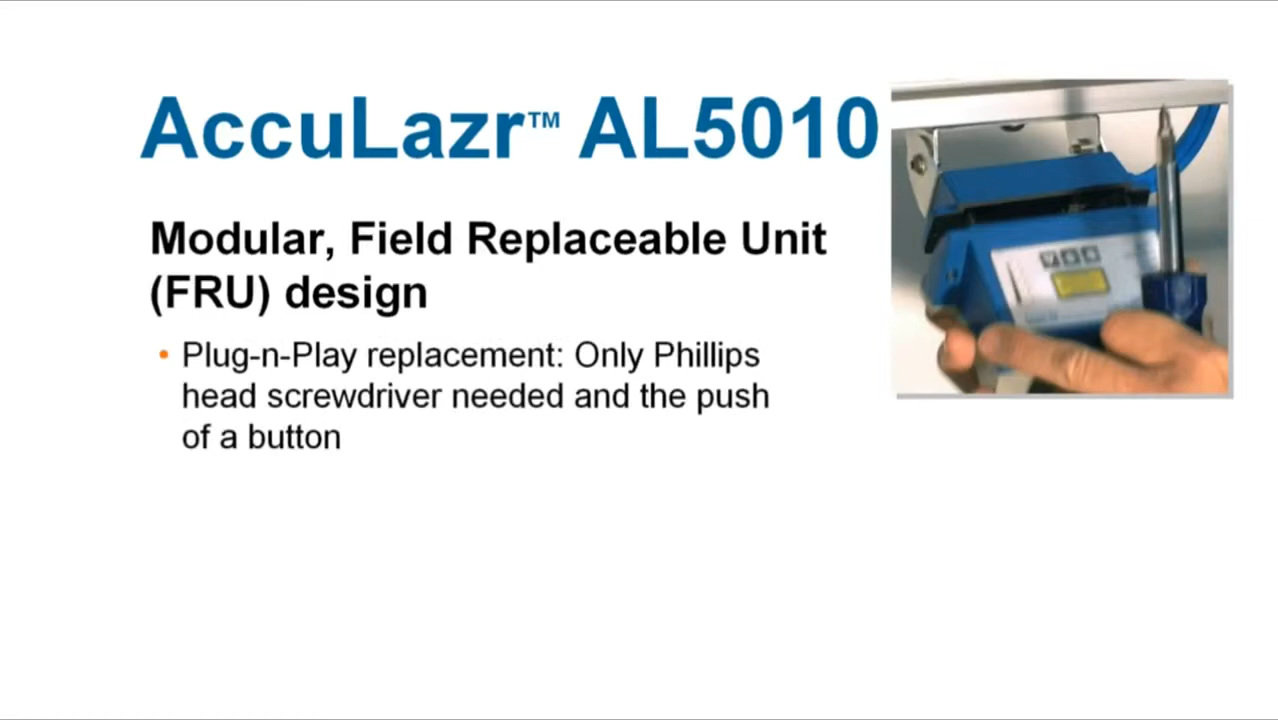 AccuLazr™ AL5010
Modular, Field Replaceable Unit
(FRU) design
• Plug-n-Play replacement: Only Phillips
head screwdriver needed and the push
of a button